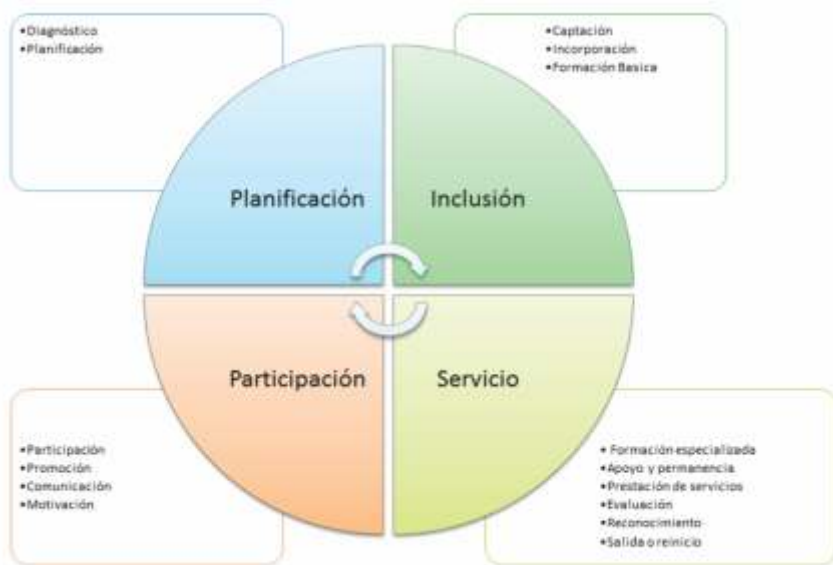 •Diagnóstico
•Planificación
•Captación
•Incorporación
•Formación Basica
Planificación
Inclusión
Participación
Servicio
•Participación
•Promoción
•Comunicación
•Motivación
• Formación especializada
•Apoyo y permanencia
•Prestación de servicios
•Evaluación
•Reconocimiento
•Salida o reinicio